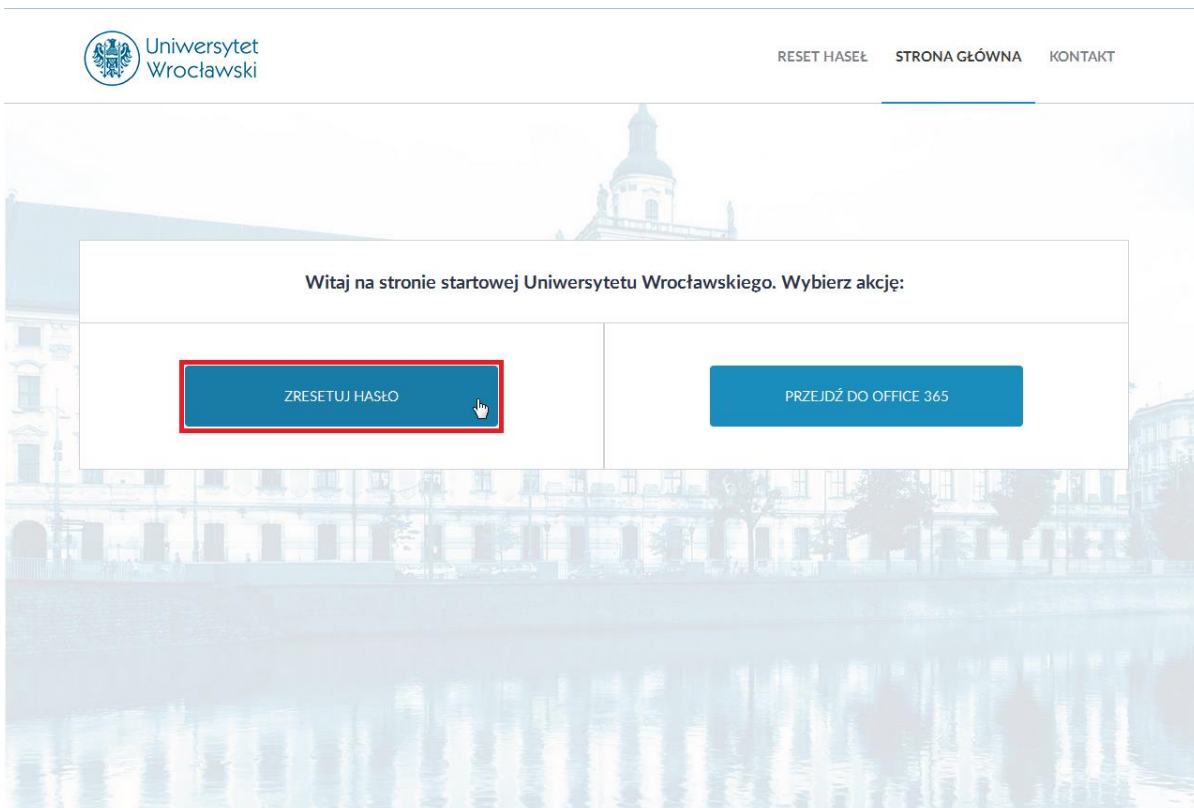 Uniwersytet
Wrocławski
RESET HASEŁ STRONA GŁÓWNA KONTAKT
Witaj na stronie startowej Uniwersytetu Wrocławskiego. Wybierz akcję:
ZRESETUJ HASŁO PRZEJDŹ DO OFFICE 365